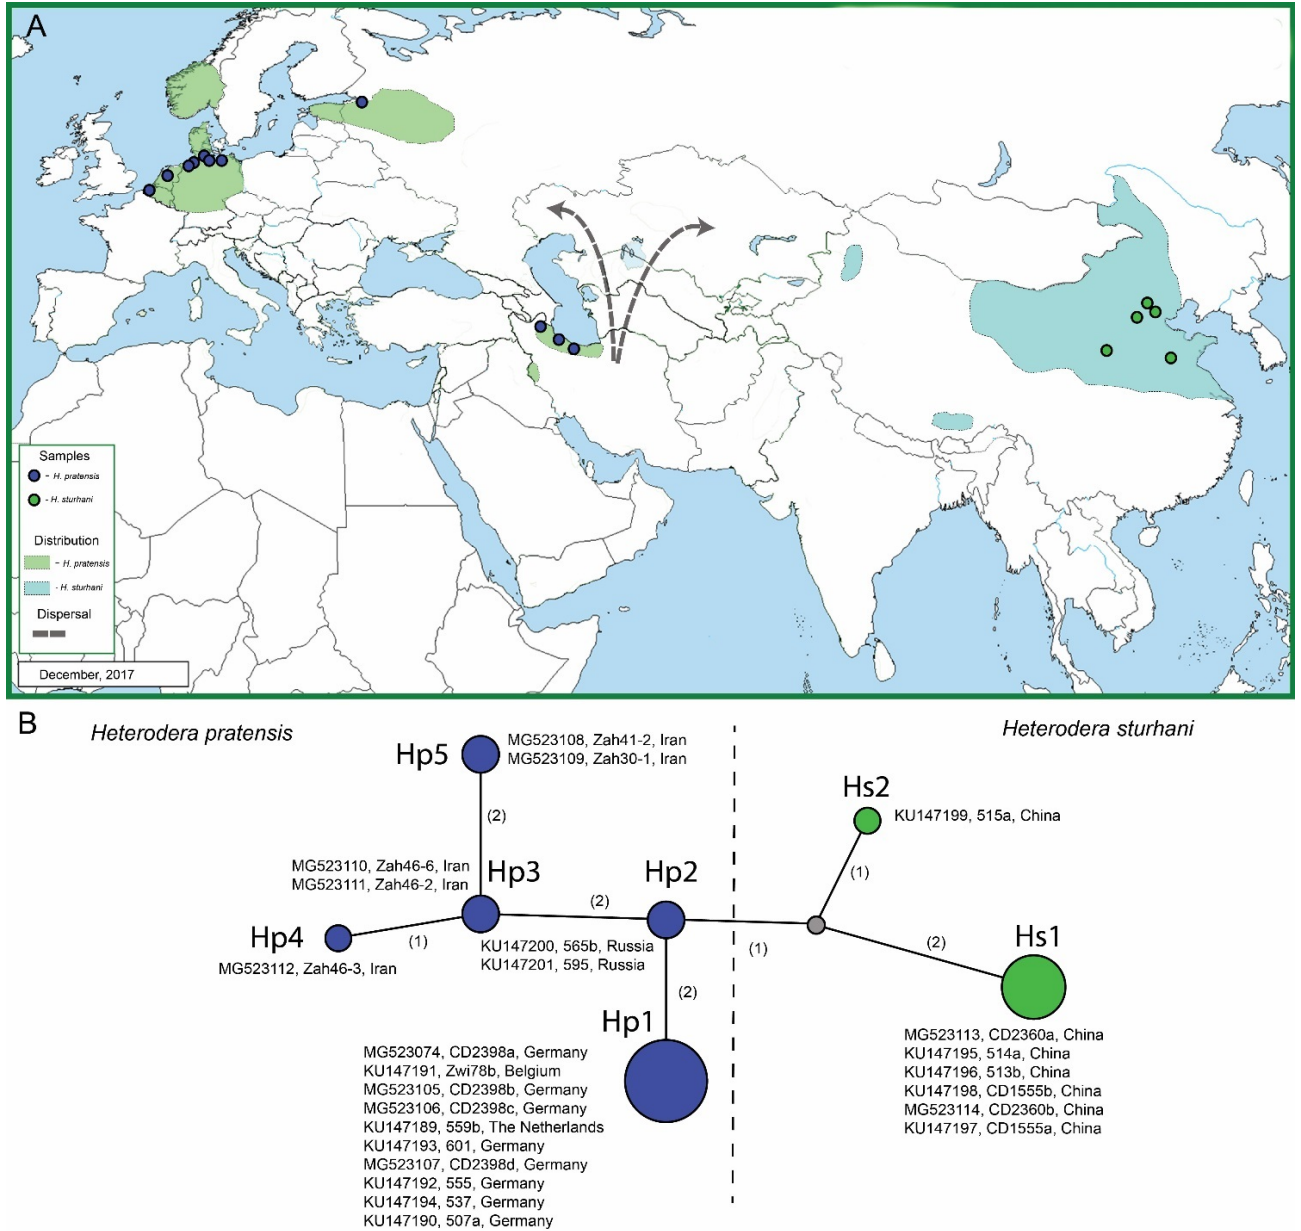 A
Samples
- H. pratensis
- H. sturhani
Distribution
- H. pratensis
- H. sturhani
Dispersal
December, 2017
B
Heterodera pratensis
Heterodera sturhani
Hp5
MG523108, Zah41-2, Iran
MG523109, Zah30-1, Iran
(2)
Hs2
KU147199, 515a, China
(1)
MG523110, Zah46-6, Iran
MG523111, Zah46-2, Iran
Hp3
Hp2
(2)
Hp4
(1)
MG523112, Zah46-3, Iran
KU147200, 565b, Russia
KU147201, 595, Russia
(1)
(2)
Hs1
(2)
Hp1
MG523074, CD2398a, Germany
KU147191, Zwi78b, Belgium
MG523105, CD2398b, Germany
MG523106, CD2398c, Germany
KU147189, 559b, The Netherlands
KU147193, 601, Germany
MG523107, CD2398d, Germany
KU147192, 555, Germany
KU147194, 537, Germany
KU147190, 507a, Germany
MG523113, CD2360a, China
KU147195, 514a, China
KU147196, 513b, China
KU147198, CD1555b, China
MG523114, CD2360b, China
KU147197, CD1555a, China